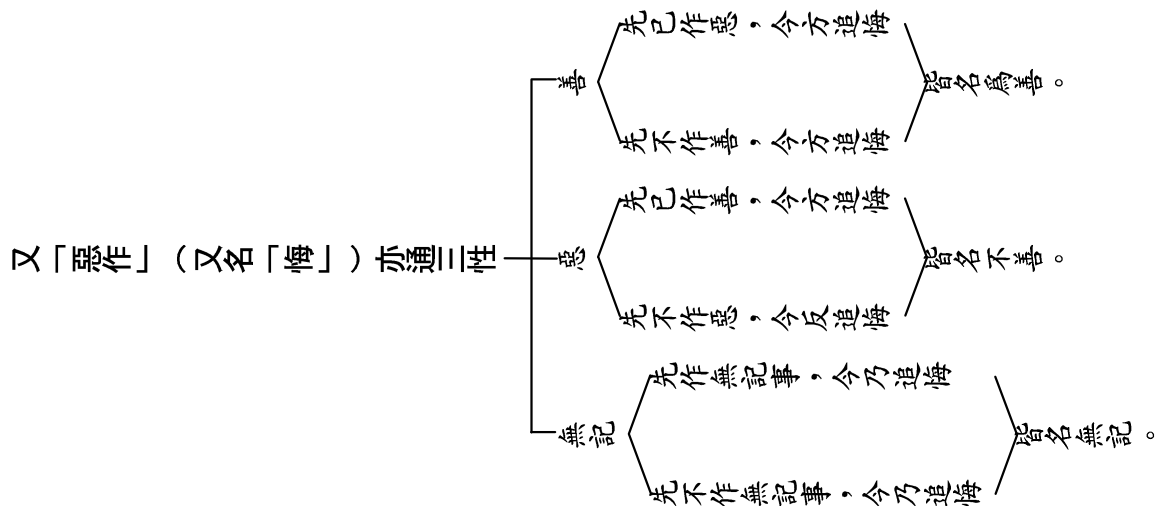 又「惡作」（又名「悔」）亦通三性
善
先已作惡，今方追悔
先不作善，今方追悔
皆名爲善。
惡
先已作善，今方追悔
先不作惡，今反追悔
皆名不善。
無記
先作無記事，今乃追悔
先不作無記事，今乃追悔
皆名無記。